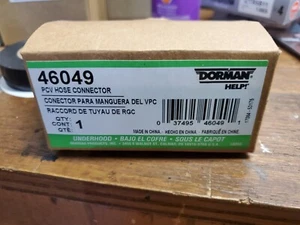 46049
PCV HOSE CONNECTOR
CONECTOR PARA MANGUERA DEL VPC
RACCORD DE TUYAU DE RGC
QTY.
CONT. 1
QTÉ.
DORMAN®
HELP!®
0 37495 46049 1
MADE IN CHINA - HECHO EN CHINA - FABRIQUÉ EN CHINE
UNDERHOOD • BAJO EL COFRE • SOUS LE CAPOT